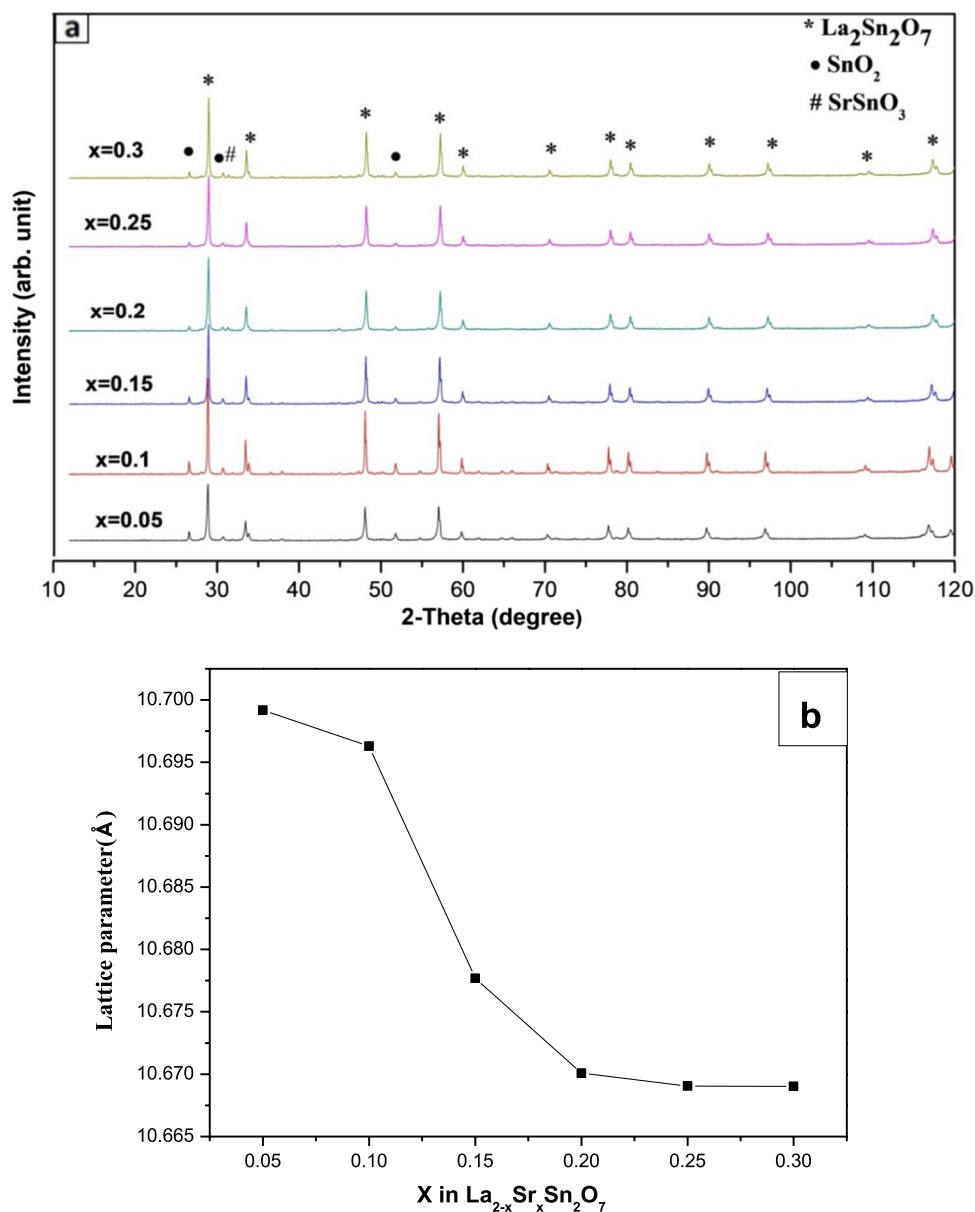 a
* La₂Sn₂O₇
● SnO₂
# SrSnO₃
* * * * * * * * * * * *
● ● # ●
x=0.3
x=0.25
x=0.2
x=0.15
x=0.1
x=0.05
Intensity (arb. unit)
10 20 30 40 50 60 70 80 90 100 110 120
2-Theta (degree)
b
10.700
10.695
10.690
10.685
10.680
10.675
10.670
10.665
Lattice parameter(Å)
0.05 0.10 0.15 0.20 0.25 0.30
X in La₂₋ₓSrₓSn₂O₇